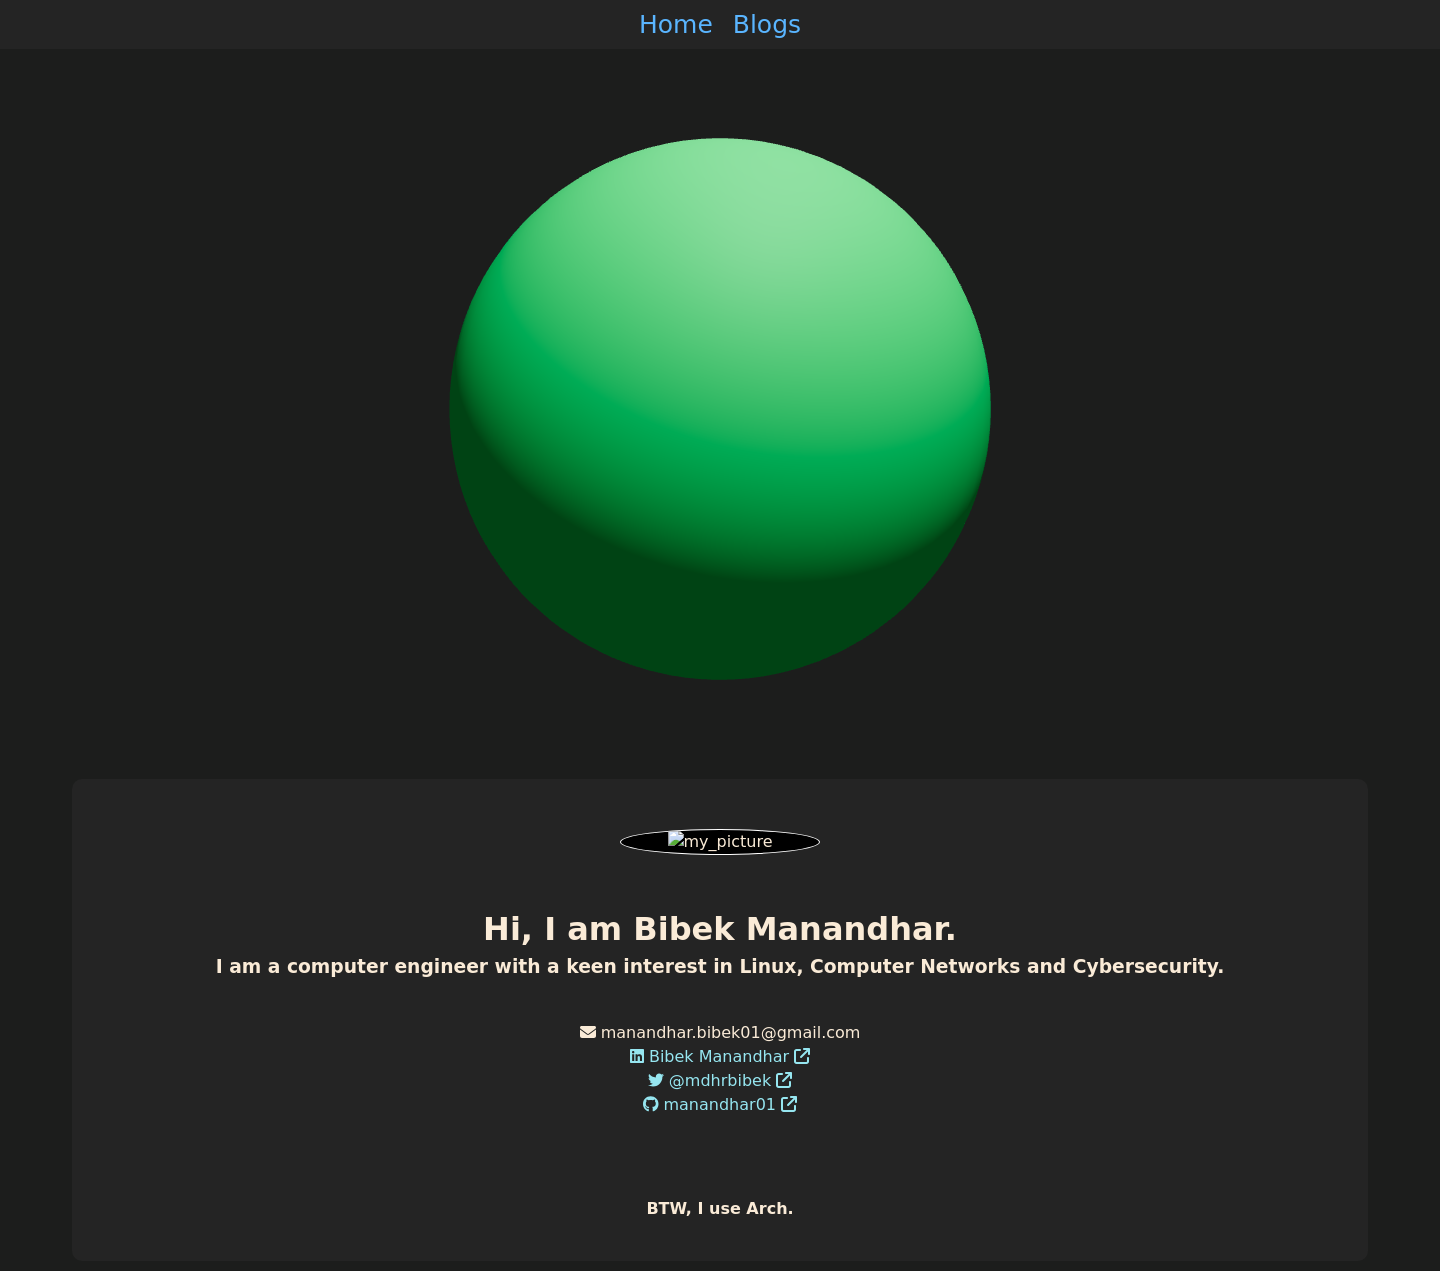 Home Blogs
my_picture
Hi, I am Bibek Manandhar.
I am a computer engineer with a keen interest in Linux, Computer Networks and Cybersecurity.
manandhar.bibek01@gmail.com
Bibek Manandhar
@mdhrbibek
manandhar01
BTW, I use Arch.